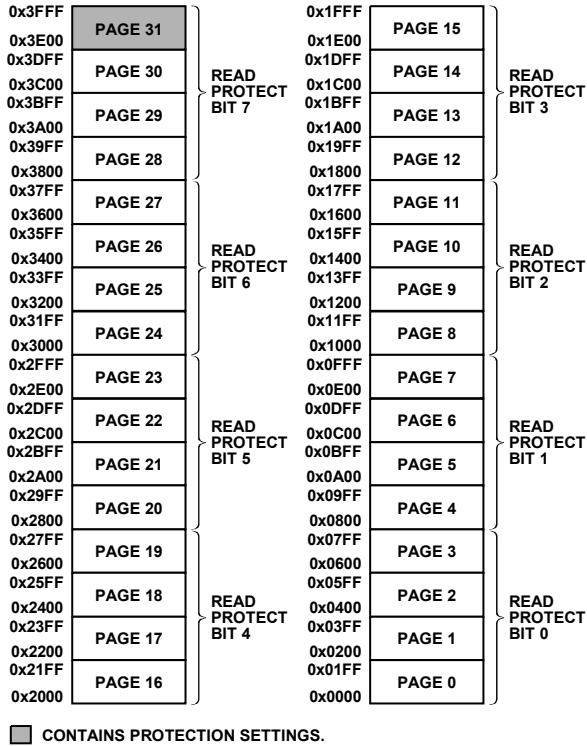 0x3FFF
PAGE 31
0x3E00
0x3DFF
PAGE 30
0x3C00
0x3BFF
PAGE 29
0x3A00
0x39FF
PAGE 28
0x3800
READ
PROTECT
BIT 7
0x37FF
PAGE 27
0x3600
0x35FF
PAGE 26
0x3400
0x33FF
PAGE 25
0x3200
0x31FF
PAGE 24
0x3000
READ
PROTECT
BIT 6
0x2FFF
PAGE 23
0x2E00
0x2DFF
PAGE 22
0x2C00
0x2BFF
PAGE 21
0x2A00
0x29FF
PAGE 20
0x2800
READ
PROTECT
BIT 5
0x27FF
PAGE 19
0x2600
0x25FF
PAGE 18
0x2400
0x23FF
PAGE 17
0x2200
0x21FF
PAGE 16
0x2000
READ
PROTECT
BIT 4
0x1FFF
PAGE 15
0x1E00
0x1DFF
PAGE 14
0x1C00
0x1BFF
PAGE 13
0x1A00
0x19FF
PAGE 12
0x1800
READ
PROTECT
BIT 3
0x17FF
PAGE 11
0x1600
0x15FF
PAGE 10
0x1400
0x13FF
PAGE 9
0x1200
0x11FF
PAGE 8
0x1000
READ
PROTECT
BIT 2
0x0FFF
PAGE 7
0x0E00
0x0DFF
PAGE 6
0x0C00
0x0BFF
PAGE 5
0x0A00
0x09FF
PAGE 4
0x0800
READ
PROTECT
BIT 1
0x07FF
PAGE 3
0x0600
0x05FF
PAGE 2
0x0400
0x03FF
PAGE 1
0x0200
0x01FF
PAGE 0
0x0000
READ
PROTECT
BIT 0
CONTAINS PROTECTION SETTINGS.